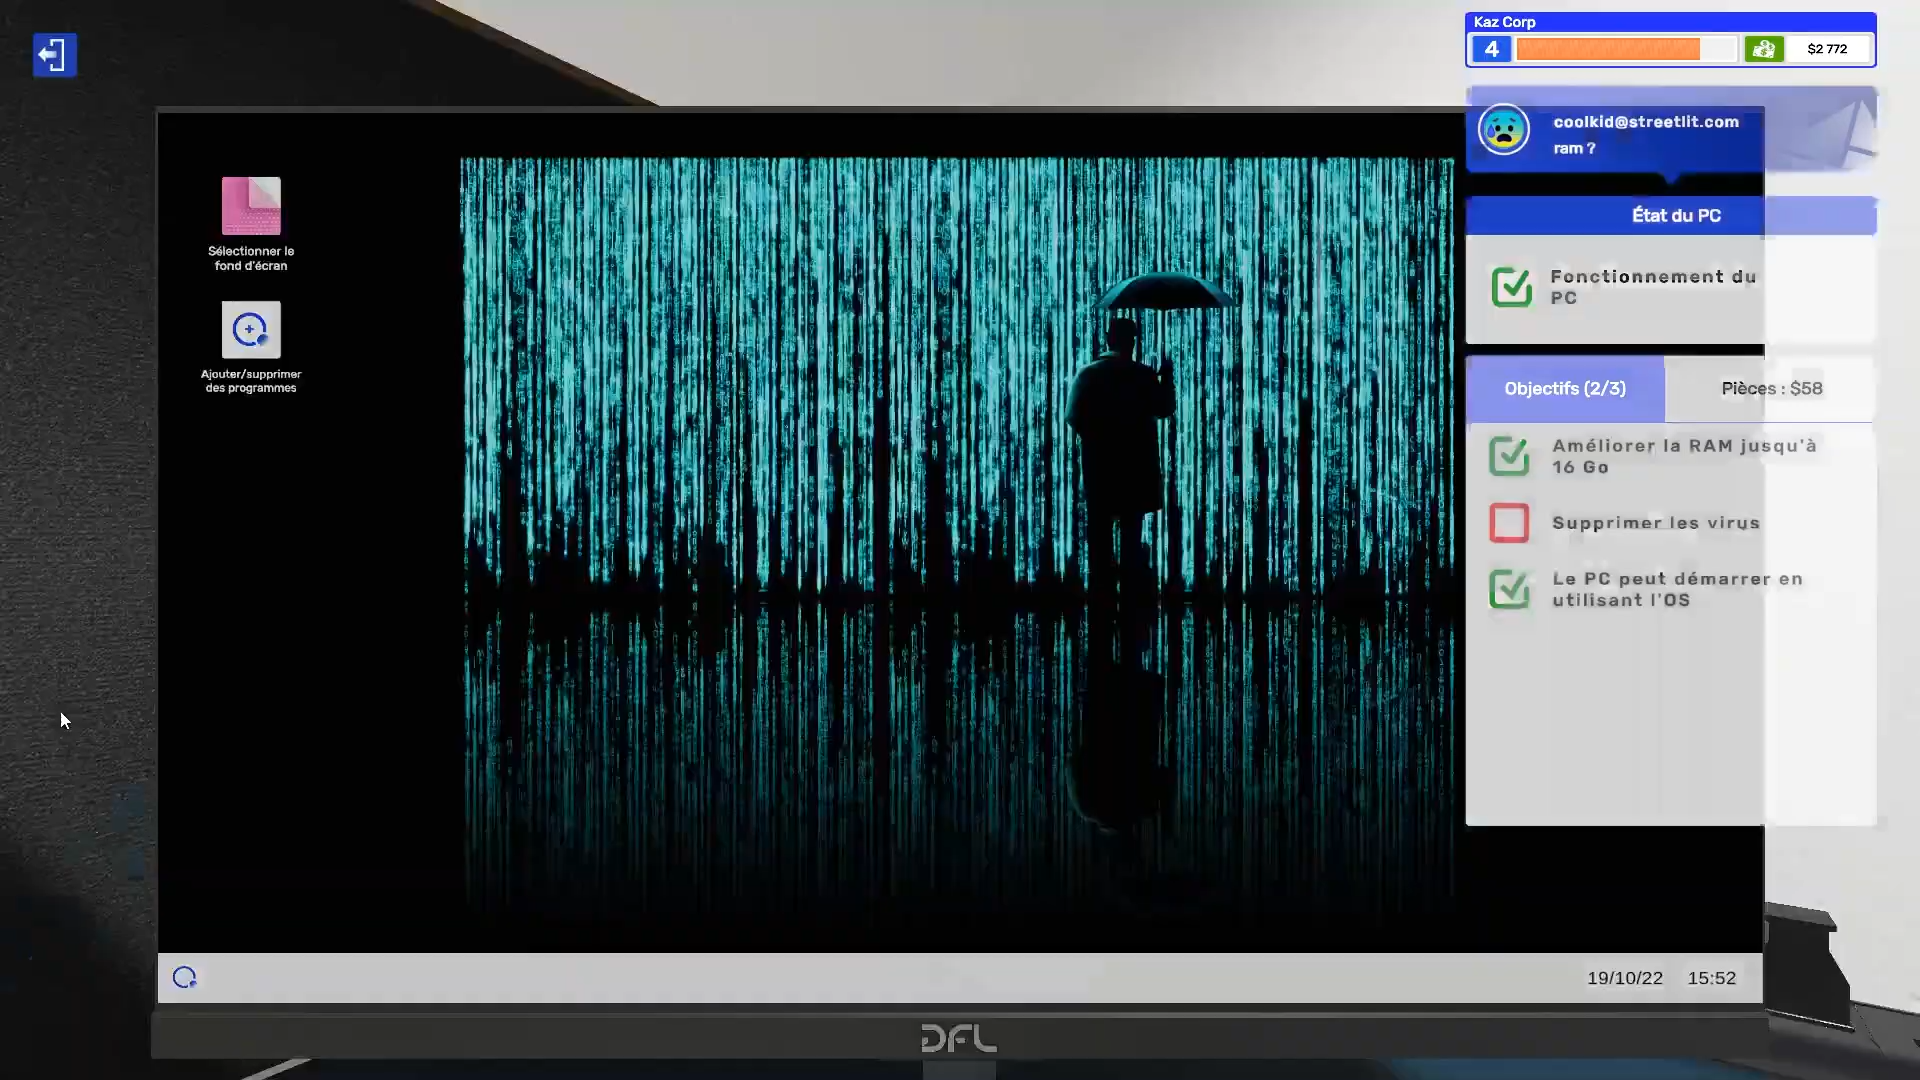 Kaz Corp
4
$2 772
coolkid@streetlit.com
ram ?
État du PC
Fonctionnement du
PC
Objectifs (2/3)
Pièces : $58
Améliorer la RAM jusqu'à
16 Go
Supprimer les virus
Le PC peut démarrer en
utilisant l'OS
Sélectionner le
fond d'écran
Ajouter/supprimer
des programmes
19/10/22
15:52
DFL